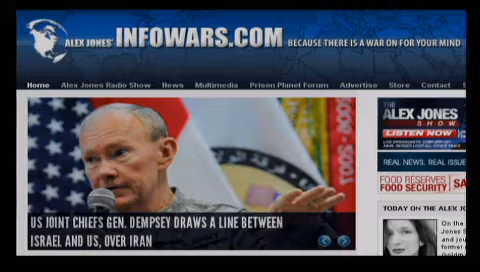 ALEX JONES' INFOWARS.COM BECAUSE THERE IS A WAR ON FOR YOUR MIND
Home Alex Jones Radio Show News Multimedia Prison Planet Forum Advertise Store Contact S
THE
ALEX JONES
SHOW
LISTEN NOW
REAL NEWS, REAL ISSUE
US JOINT CHIEFS GEN. DEMPSEY DRAWS A LINE BETWEEN
ISRAEL AND US, OVER IRAN
FOOD RESERVES
FOOD SECURITY SA
TODAY ON THE ALEX JO
On the
Jones S
and jou
former m
Goldm